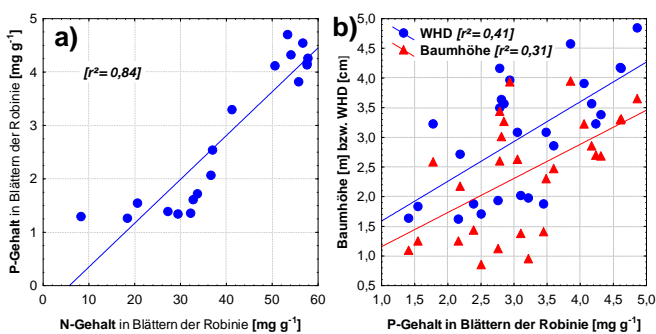 a)
[r²= 0,84]
P-Gehalt in Blättern der Robinie [mg g⁻¹]
5
4
3
2
1
0
0 10 20 30 40 50 60
N-Gehalt in Blättern der Robinie [mg g⁻¹]
b)
WHD [r²= 0,41]
Baumhöhe [r²= 0,31]
Baumhöhe [m] bzw. WHD [cm]
5,0
4,5
4,0
3,5
3,0
2,5
2,0
1,5
1,0
0,5
1,0 1,5 2,0 2,5 3,0 3,5 4,0 4,5 5,0
P-Gehalt in Blättern der Robinie [mg g⁻¹]